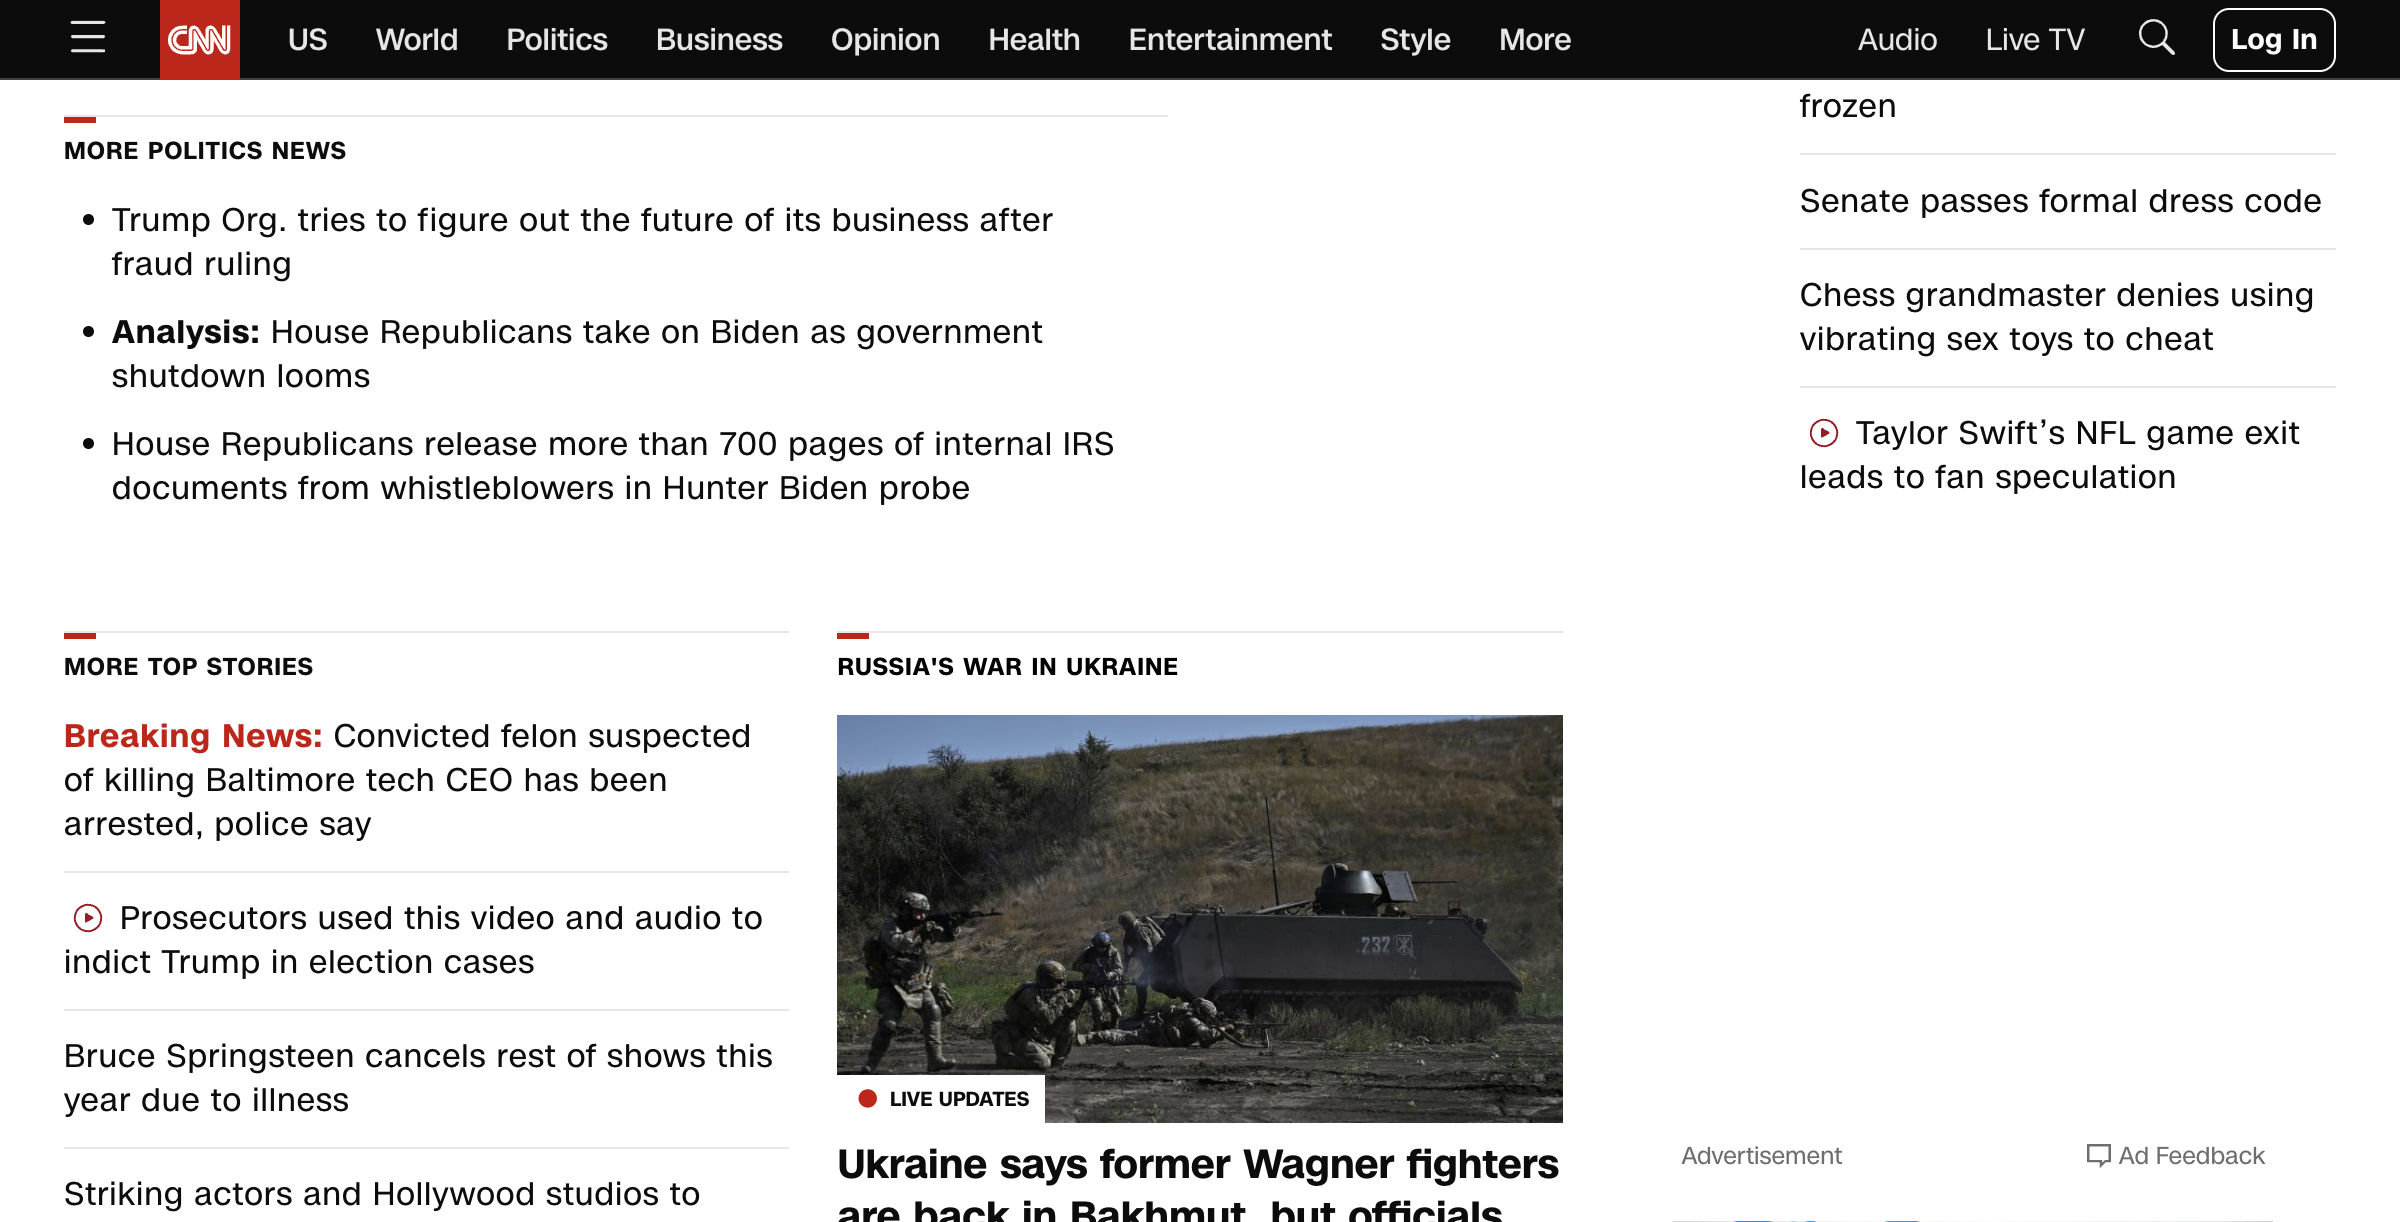 CNN
US
World
Politics
Business
Opinion
Health
Entertainment
Style
More
Audio
Live TV
Log In
MORE POLITICS NEWS
Trump Org. tries to figure out the future of its business after
fraud ruling
Analysis: House Republicans take on Biden as government
shutdown looms
House Republicans release more than 700 pages of internal IRS
documents from whistleblowers in Hunter Biden probe
frozen
Senate passes formal dress code
Chess grandmaster denies using
vibrating sex toys to cheat
Taylor Swift’s NFL game exit
leads to fan speculation
MORE TOP STORIES
Breaking News: Convicted felon suspected
of killing Baltimore tech CEO has been
arrested, police say
Prosecutors used this video and audio to
indict Trump in election cases
Bruce Springsteen cancels rest of shows this
year due to illness
Striking actors and Hollywood studios to
RUSSIA'S WAR IN UKRAINE
232
LIVE UPDATES
Ukraine says former Wagner fighters
are back in Bakhmut, but officials
Advertisement
Ad Feedback